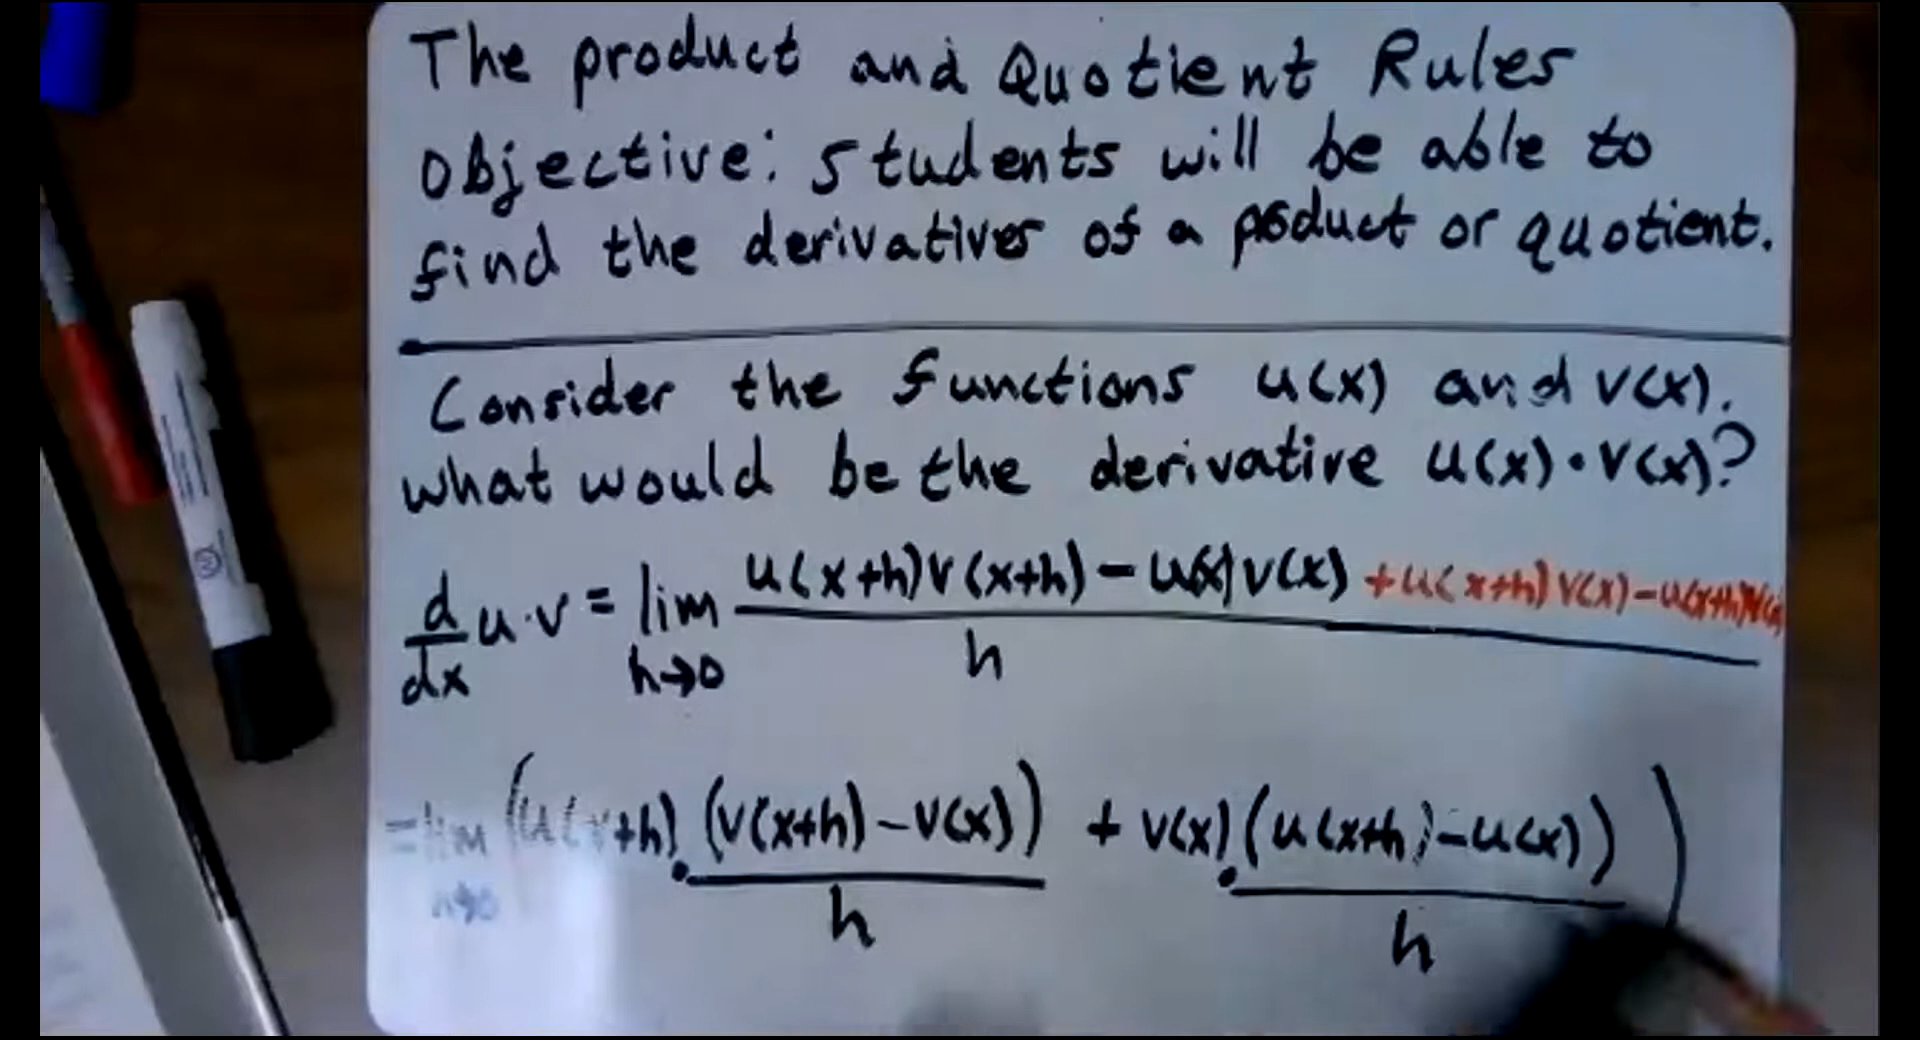 The product and Quotient Rules
Objective: Students will be able to
find the derivatives of a product or quotient.
Consider the functions u(x) and v(x).
what would be the derivative u(x)·v(x)?
d/dx u·v = lim h→0 (u(x+h)v(x+h) - u(x)v(x) + u(x+h)v(x) - u(x+h)v(x)) / h
= lim h→0 (u(x+h) · (v(x+h) - v(x)) / h + v(x) · (u(x+h) - u(x)) / h)